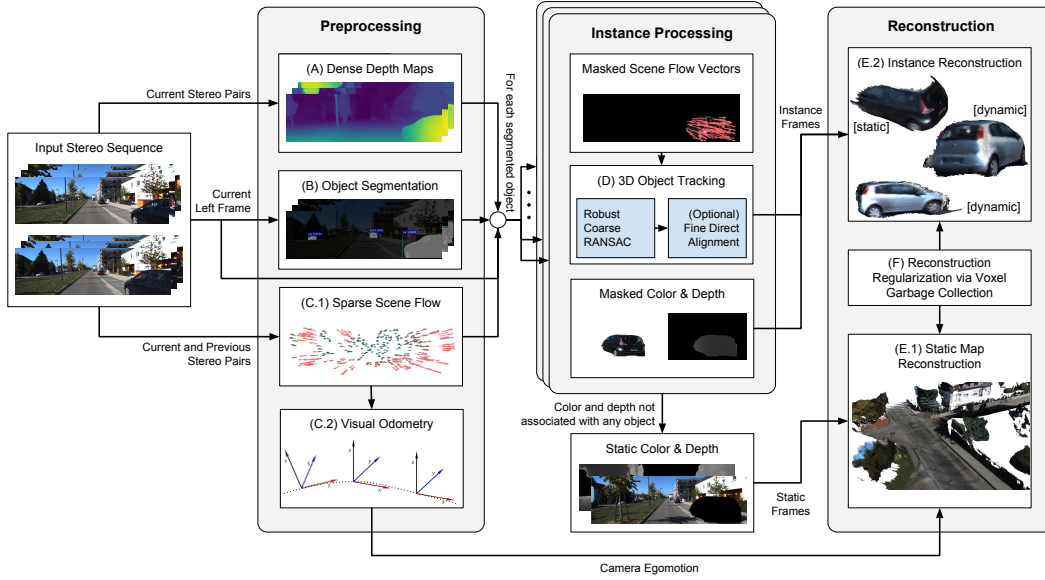 Preprocessing
Instance Processing
Reconstruction
Input Stereo Sequence
Current Stereo Pairs
Current
Left Frame
Current and Previous
Stereo Pairs
(A) Dense Depth Maps
(B) Object Segmentation
(C.1) Sparse Scene Flow
(C.2) Visual Odometry
z
y
x
z
y
x
z
y
x
For each segmented object
Masked Scene Flow Vectors
(D) 3D Object Tracking
Robust
Coarse
RANSAC
(Optional)
Fine Direct
Alignment
Masked Color & Depth
Color and depth not
associated with any object
Static Color & Depth
Instance
Frames
Static
Frames
Camera Egomotion
(E.2) Instance Reconstruction
[static]
[dynamic]
[dynamic]
(F) Reconstruction
Regularization via Voxel
Garbage Collection
(E.1) Static Map
Reconstruction